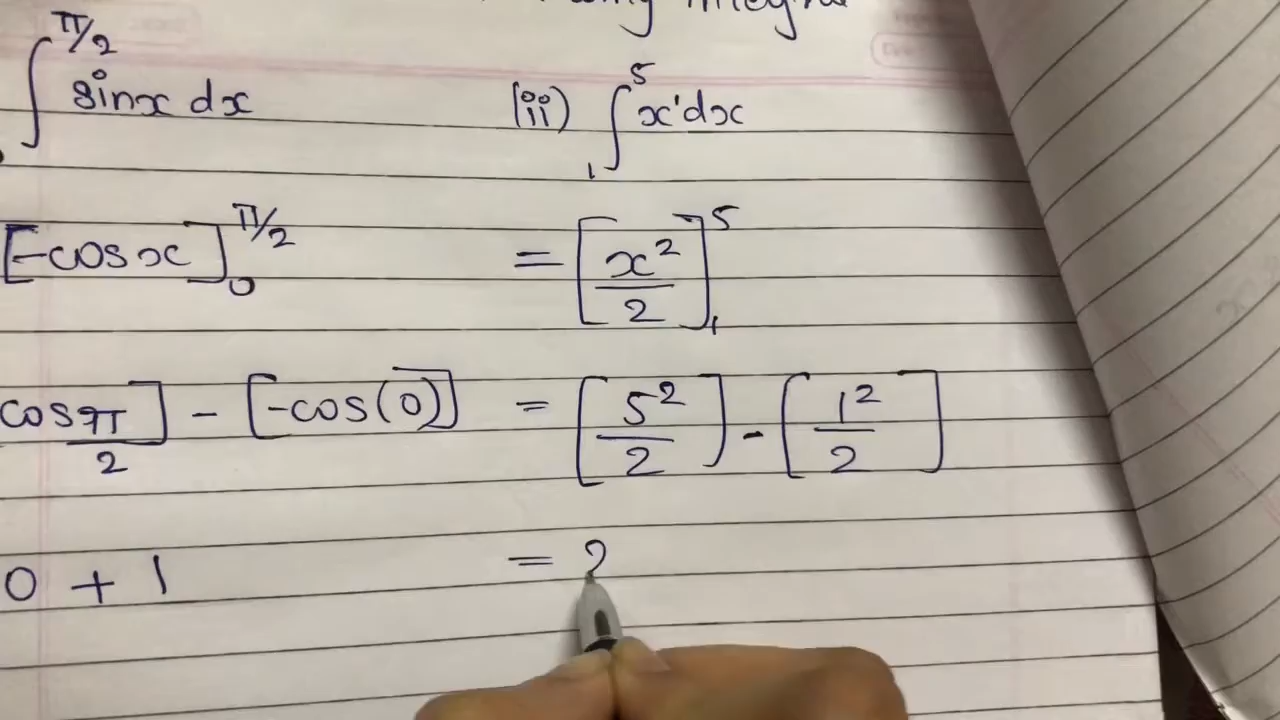 ∫ π/2 sinx dx
(ii) ∫ 1 5 x¹dx
[-cosx] 0 π/2
= [x²/2] 1 5
cos π/2] - [-cos(0)]
= [5²/2] - [1²/2]
0 + 1
= 2